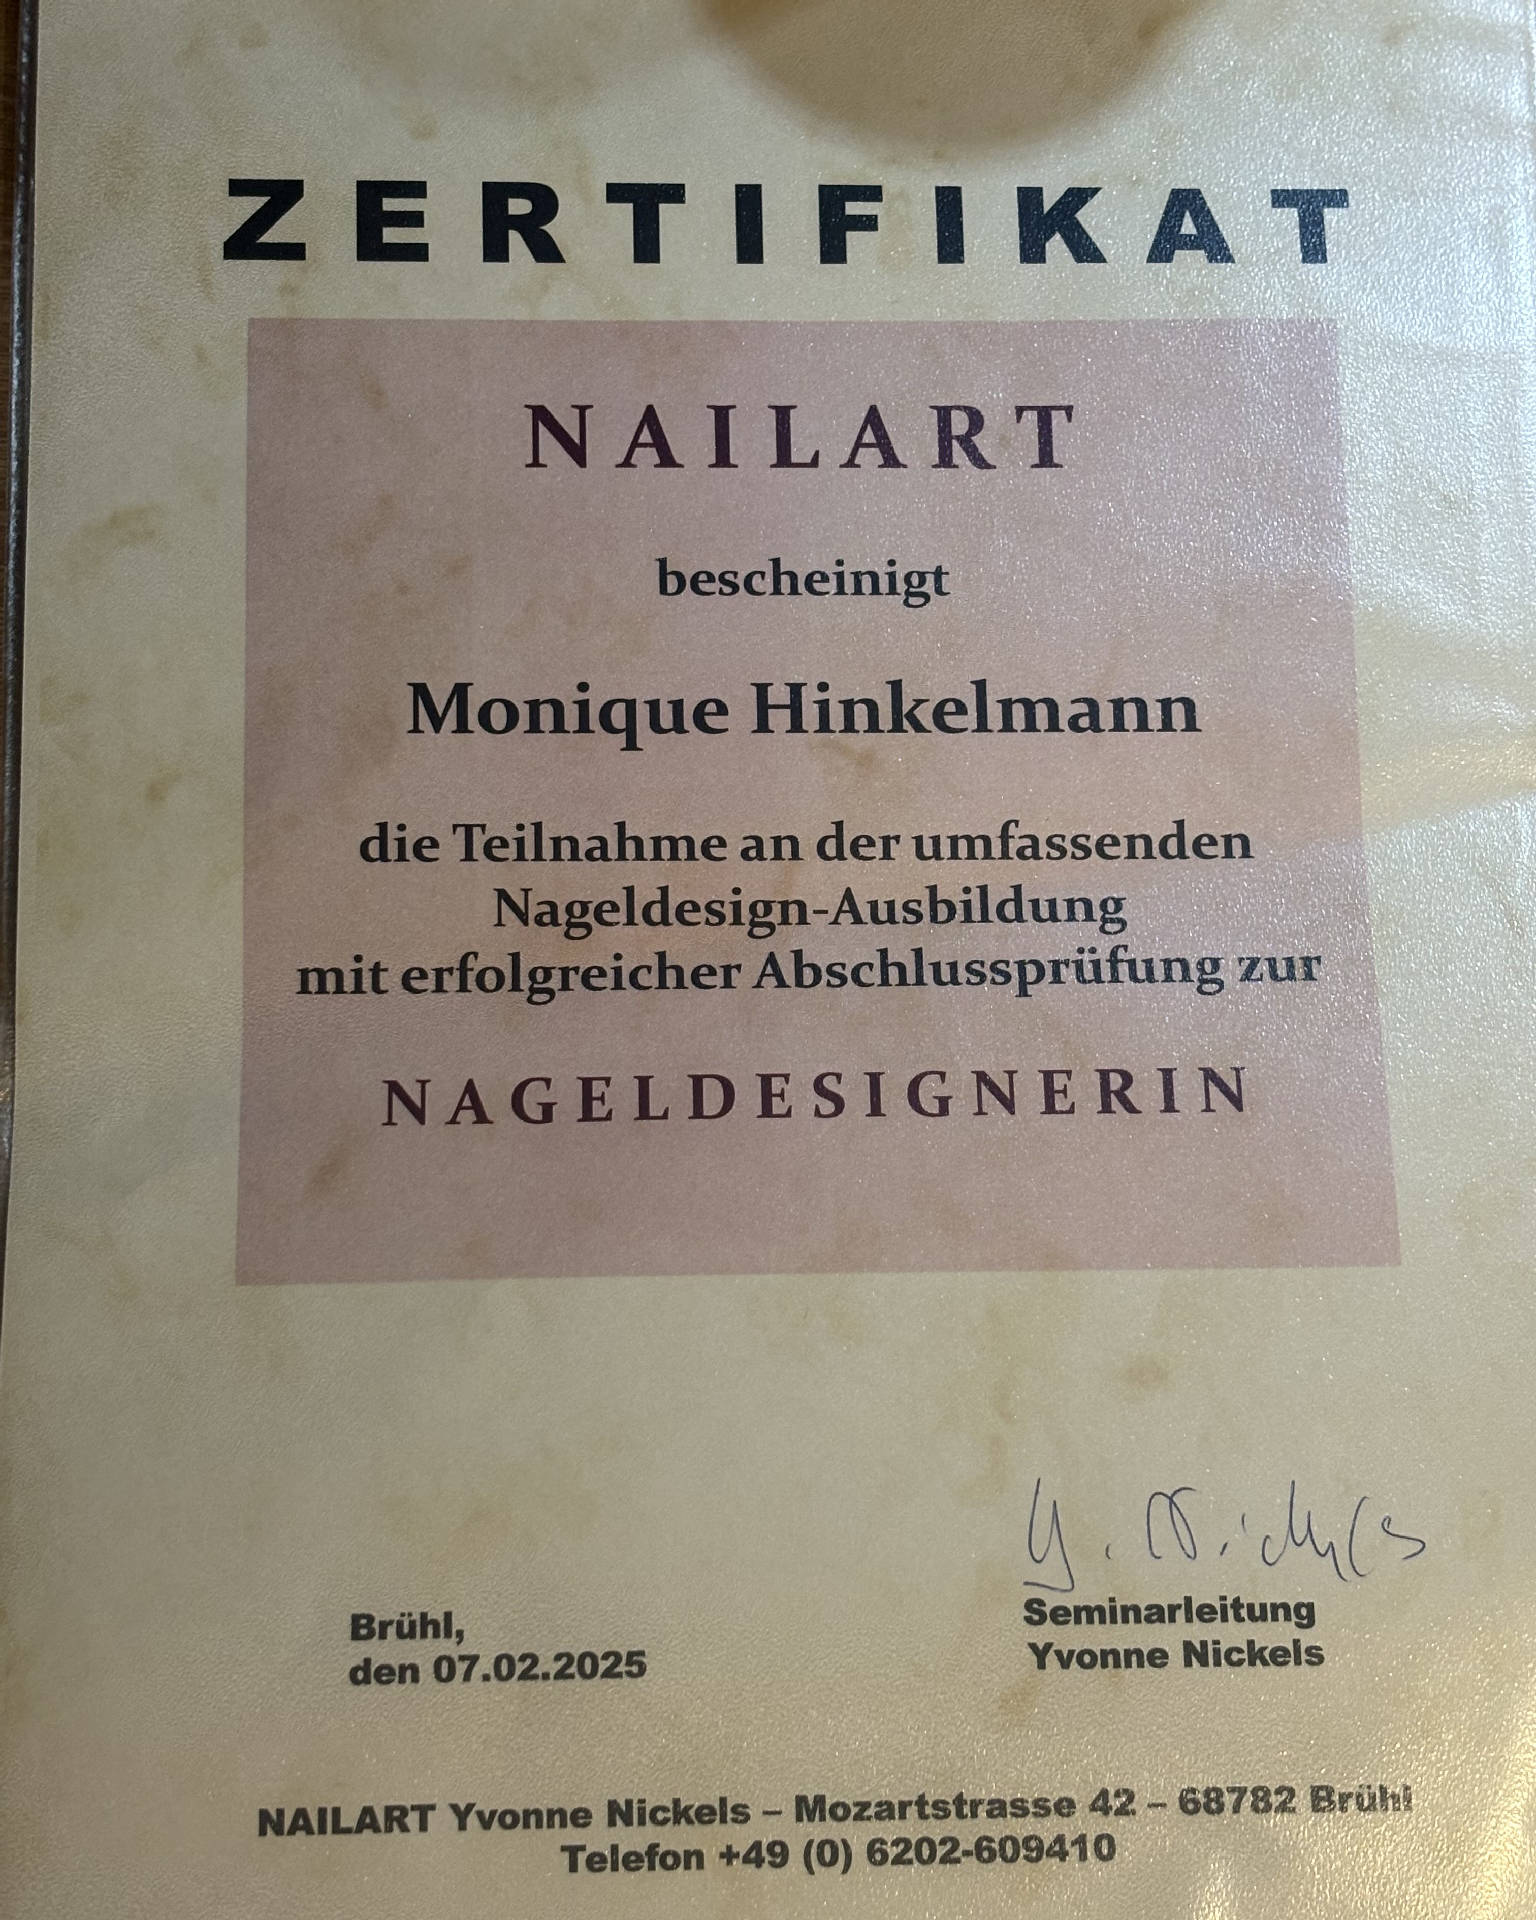 ZERTIFIKAT
NAILART
bescheinigt
Monique Hinkelmann
die Teilnahme an der umfassenden
Nageldesign-Ausbildung
mit erfolgreicher Abschlussprüfung zur
NAGELDESIGNERIN
Y. Nickels
Seminarleitung
Yvonne Nickels
Brühl,
den 07.02.2025
NAILART Yvonne Nickels – Mozartstrasse 42 – 68782 Brühl
Telefon +49 (0) 6202-609410